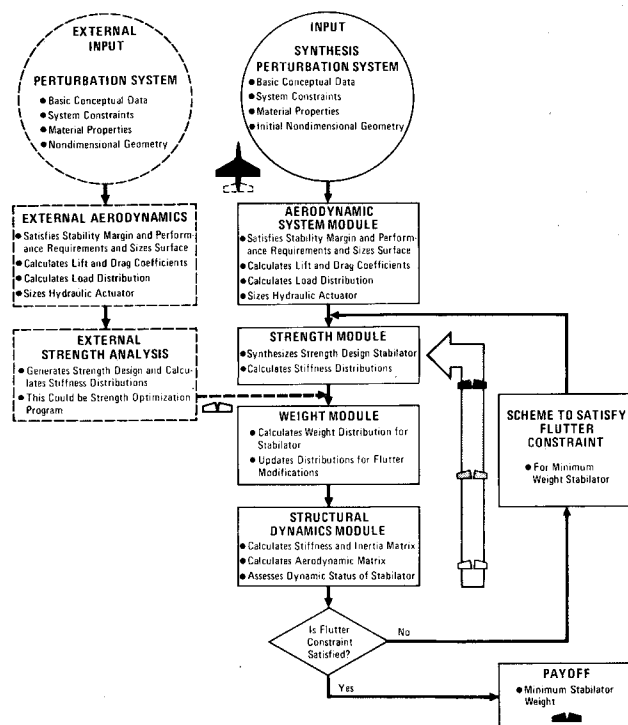 EXTERNAL
INPUT
PERTURBATION SYSTEM
● Basic Conceptual Data
● System Constraints
● Material Properties
● Nondimensional Geometry
INPUT
SYNTHESIS
PERTURBATION SYSTEM
● Basic Conceptual Data
● System Constraints
● Material Properties
● Initial Nondimensional Geometry
EXTERNAL AERODYNAMICS
● Satisfies Stability Margin and Perform-
ance Requirements and Sizes Surface
● Calculates Lift and Drag Coefficients
● Calculates Load Distribution
● Sizes Hydraulic Actuator
AERODYNAMIC
SYSTEM MODULE
● Satisfies Stability Margin and Perfor-
mance Requirements and Sizes Surface
● Calculates Lift and Drag Coefficients
● Calculates Load Distribution
● Sizes Hydraulic Actuator
EXTERNAL
STRENGTH ANALYSIS
● Generates Strength Design and Calcu-
lates Stiffness Distributions
● This Could be Strength Optimization
Program
STRENGTH MODULE
● Synthesizes Strength Design Stabilator
● Calculates Stiffness Distributions
WEIGHT MODULE
● Calculates Weight Distribution for
Stabilator
● Updates Distributions for Flutter
Modifications
SCHEME TO SATISFY
FLUTTER
CONSTRAINT
● For Minimum
Weight Stabilator
STRUCTURAL
DYNAMICS MODULE
● Calculates Stiffness and Inertia Matrix
● Calculates Aerodynamic Matrix
● Assesses Dynamic Status of Stabilator
Is Flutter
Constraint
Satisfied?
No
Yes
PAYOFF
● Minimum Stabilator
Weight